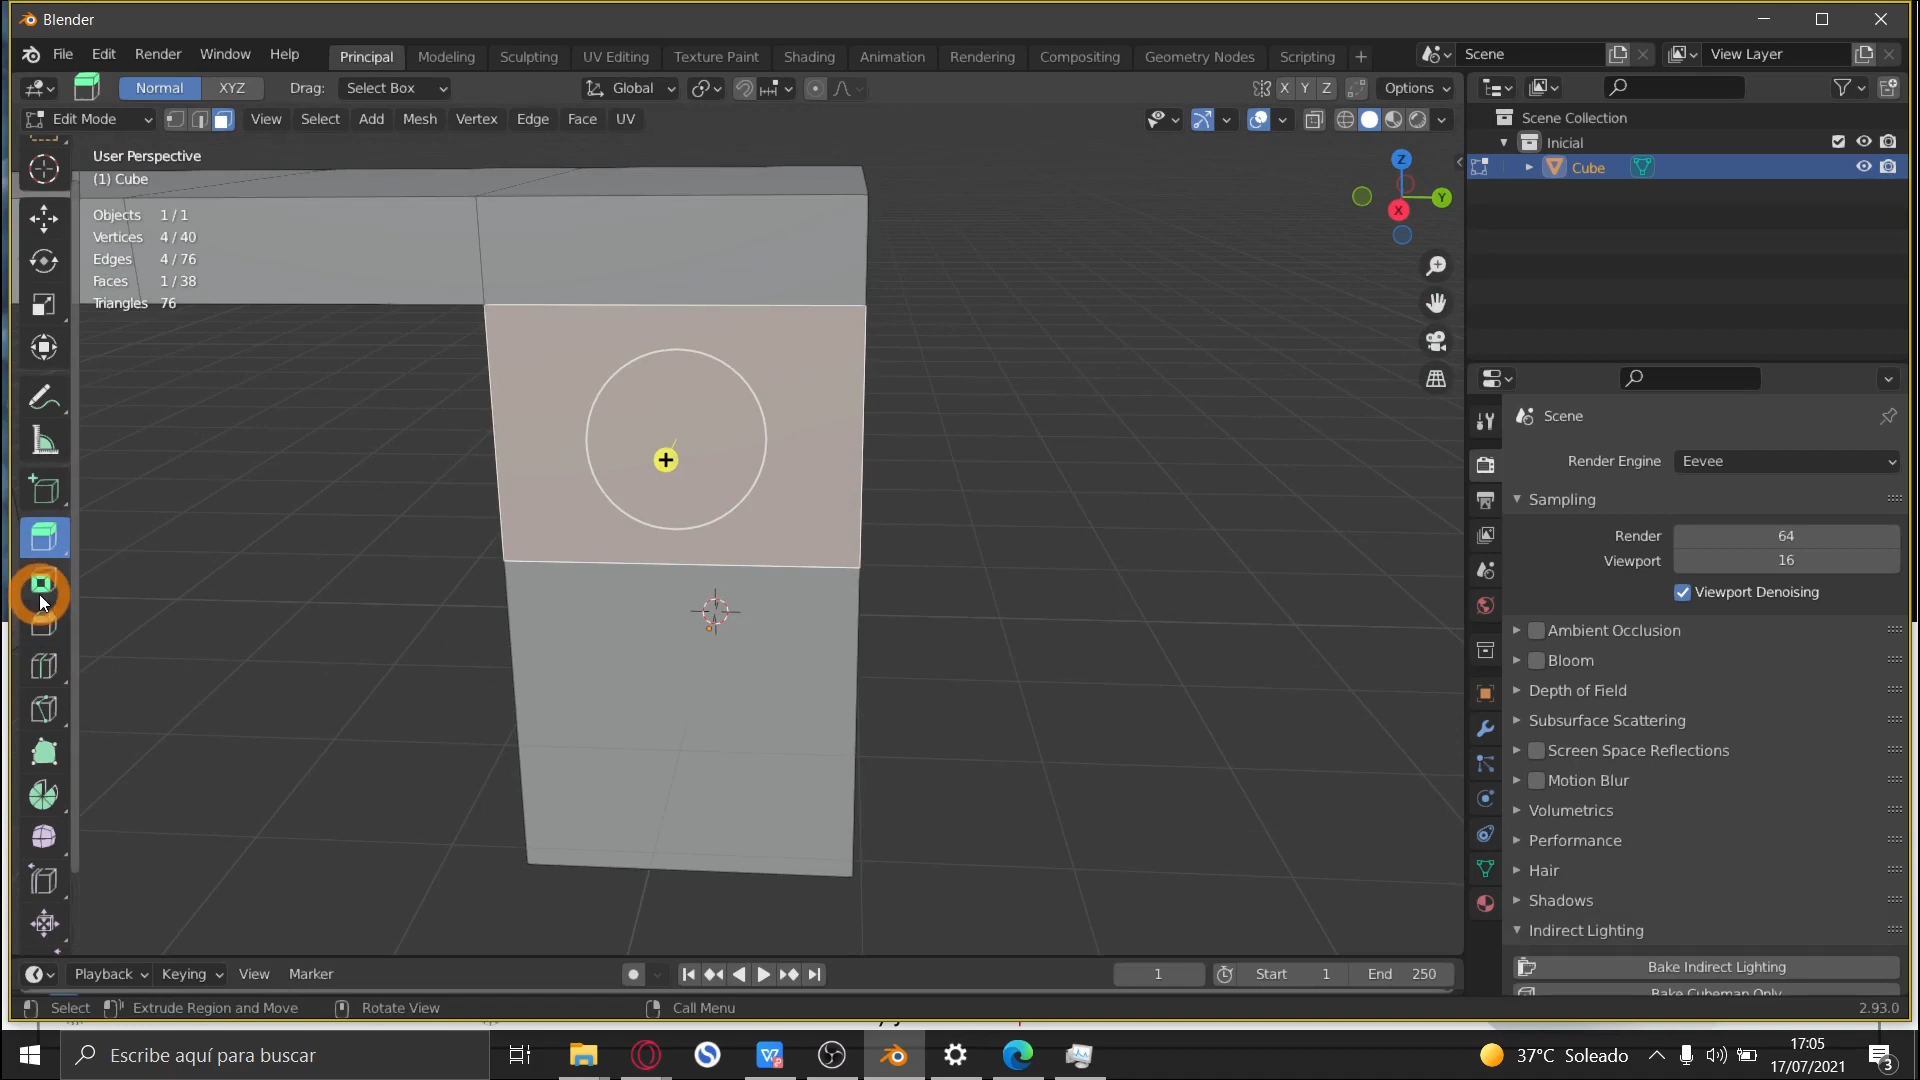 Blender
File Edit Render Window Help Principal Modeling Sculpting UV Editing Texture Paint Shading Animation Rendering Compositing Geometry Nodes Scripting + Scene View Layer
Normal XYZ Drag: Select Box Global X Y Z Options
Edit Mode View Select Add Mesh Vertex Edge Face UV
Scene Collection
Inicial
Cube
User Perspective
(1) Cube
Objects 1/1
Vertices 4/40
Edges 4/76
Faces 1/38
Triangles 76
Z
Y
X
Scene
Render Engine Eevee
Sampling
Render 64
Viewport 16
Viewport Denoising
Ambient Occlusion
Bloom
Depth of Field
Subsurface Scattering
Screen Space Reflections
Motion Blur
Volumetrics
Performance
Hair
Shadows
Indirect Lighting
Bake Indirect Lighting
Bake Cubemap Only
Playback Keying View Marker 1 Start 1 End 250
Select Extrude Region and Move Rotate View Call Menu 2.93.0
Escribe aquí para buscar
37°C Soleado
17:05
17/07/2021
3